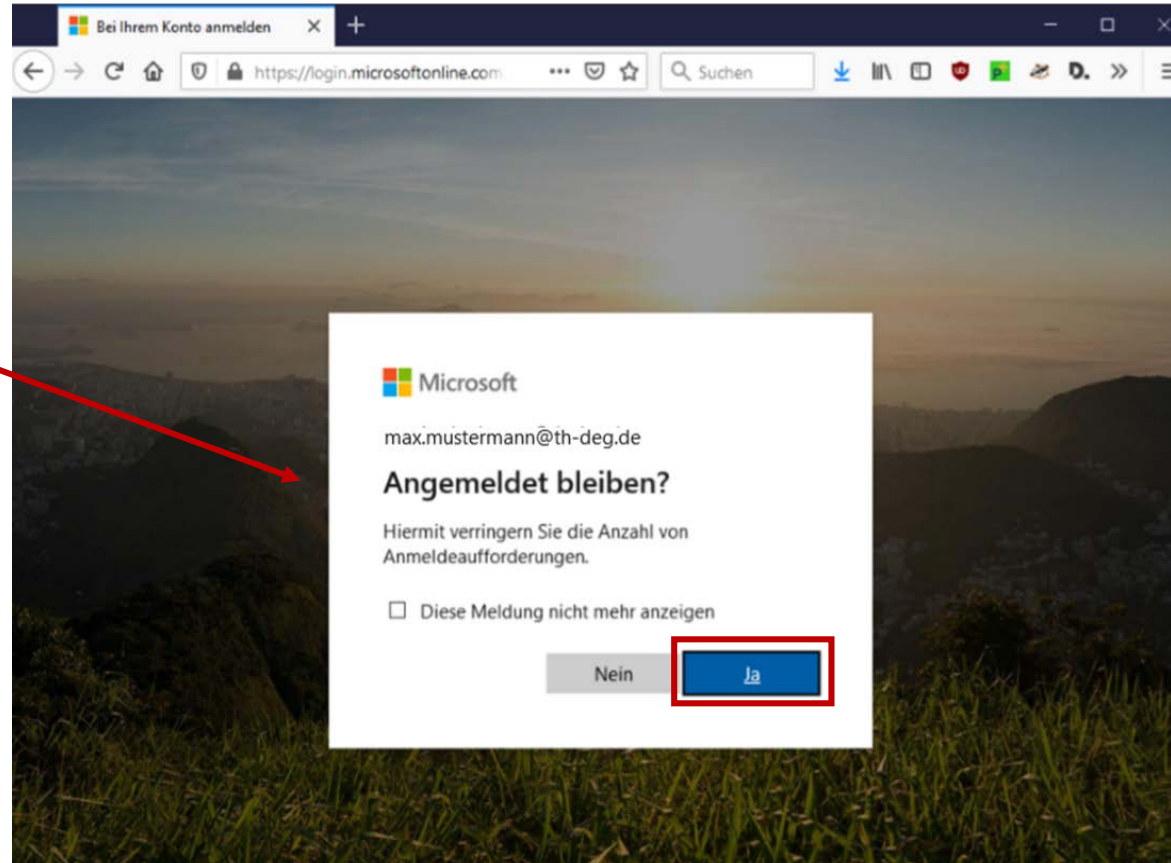 Bei Ihrem Konto anmelden
https://login.microsoftonline.com
Suchen
D.
Microsoft
max.mustermann@th-deg.de
Angemeldet bleiben?
Hiermit verringern Sie die Anzahl von
Anmeldeaufforderungen.
Diese Meldung nicht mehr anzeigen
Nein
Ja